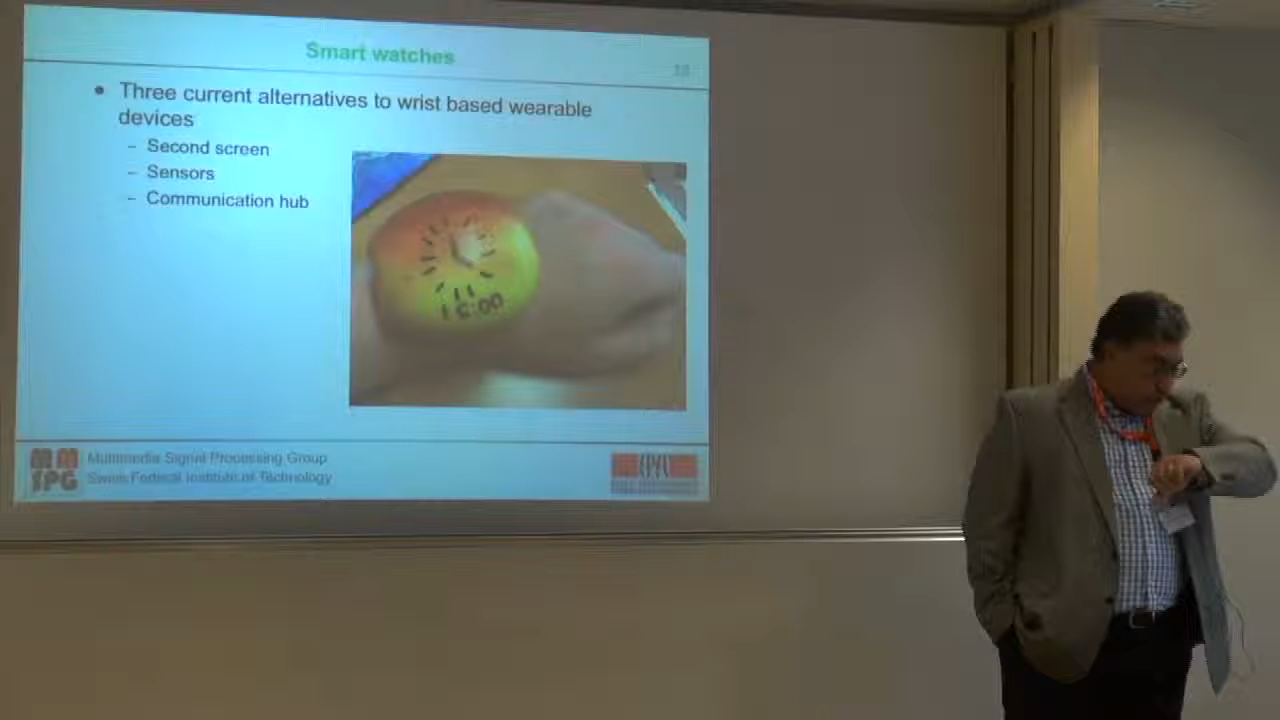 Smart watches
13
• Three current alternatives to wrist based wearable
devices
– Second screen
– Sensors
– Communication hub
Multimedia Signal Processing Group
Swiss Federal Institute of Technology